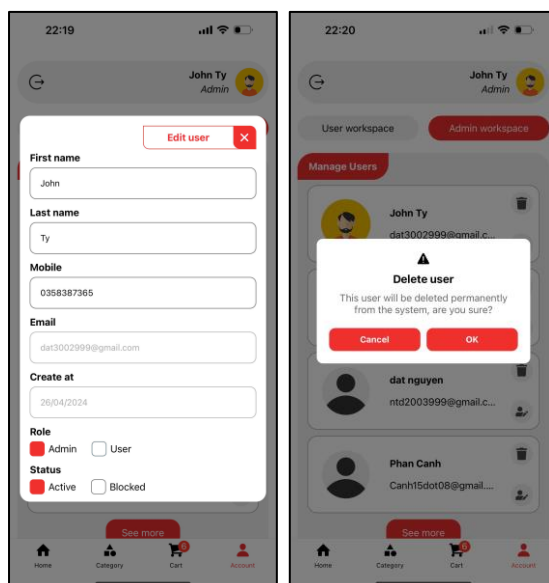 22:19
John Ty
Admin
Edit user
First name
John
Last name
Ty
Mobile
0358387365
Email
dat3002999@gmail.com
Create at
26/04/2024
Role
Admin
User
Status
Active
Blocked
See more
Home
Category
6
Cart
Account
22:20
John Ty
Admin
User workspace
Admin workspace
Manage Users
John Ty
dat3002999@gmail.c...
Delete user
This user will be deleted permanently
from the system, are you sure?
Cancel
OK
dat nguyen
ntd2003999@gmail.c...
Phan Canh
Canh15dot08@gmail....
See more
Home
Category
6
Cart
Account